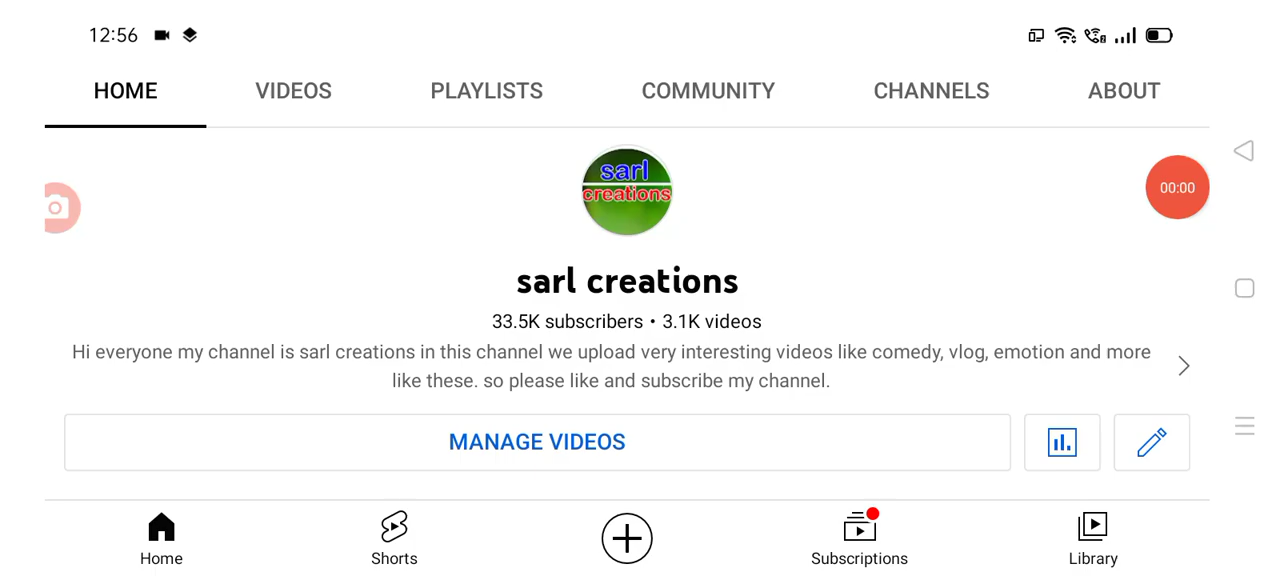 12:56
HOME VIDEOS PLAYLISTS COMMUNITY CHANNELS ABOUT
sarl
creations
00:00
sarl creations
33.5K subscribers • 3.1K videos
Hi everyone my channel is sarl creations in this channel we upload very interesting videos like comedy, vlog, emotion and more
like these. so please like and subscribe my channel.
MANAGE VIDEOS
Home Shorts Subscriptions Library